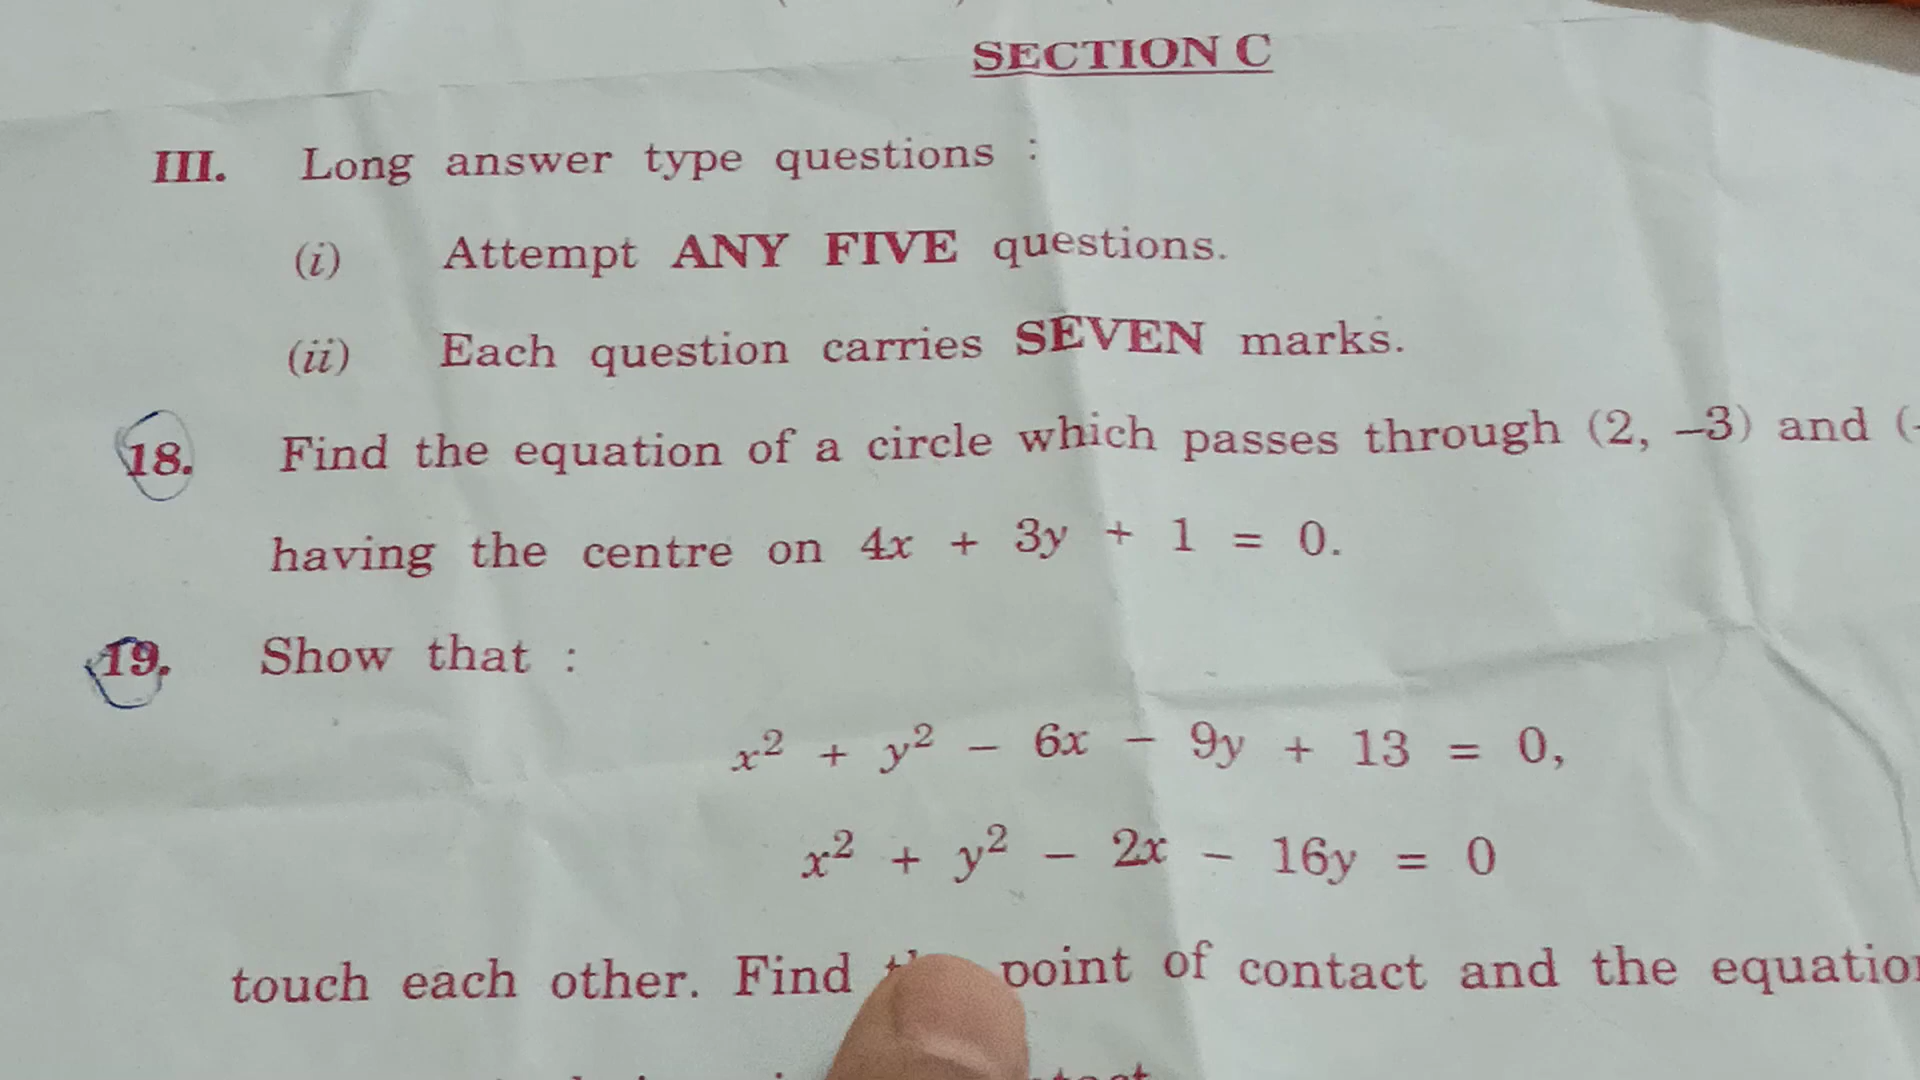 SECTION C
III. Long answer type questions :
(i) Attempt ANY FIVE questions.
(ii) Each question carries SEVEN marks.
18. Find the equation of a circle which passes through (2, –3) and (-
having the centre on 4x + 3y + 1 = 0.
19. Show that :
x² + y² – 6x – 9y + 13 = 0,
x² + y² – 2x – 16y = 0
touch each other. Find point of contact and the equation